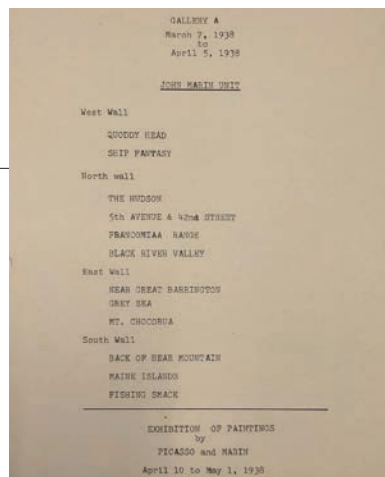 GALLERY A
March 7, 1938
to
April 5, 1938
JOHN MARIN UNIT
West Wall
QUODDY HEAD
SHIP FANTASY
North wall
THE HUDSON
5th AVENUE & 42nd STREET
FRANCOMIAA RANGE
BLACK RIVER VALLEY
East Wall
NEAR GREAT BARRINGTON
GREY SEA
MT. CHOCORUA
South Wall
BACK OF BEAR MOUNTAIN
MAINE ISLANDS
FISHING SMACK
EXHIBITION OF PAINTINGS
by
PICASSO and MARIN
April 10 to May 1, 1938